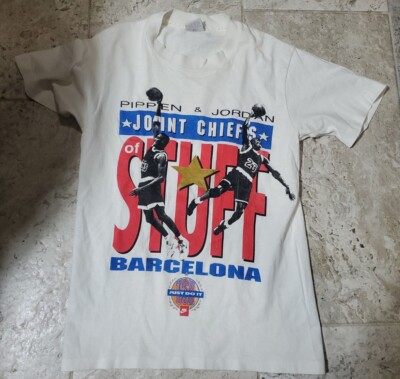 PIPPEN & JORDAN
JOINT CHIEFS
of
STUFF
BARCELONA
JUST DO IT